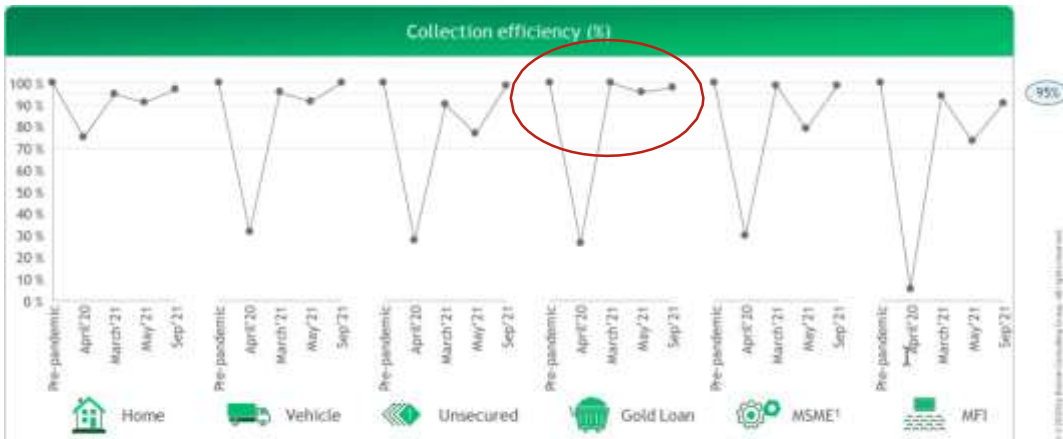 Collection efficiency (%)
100 %
90 %
80 %
70 %
60 %
50 %
40 %
30 %
20 %
10 %
0 %
95%
Pre-pandemic
April'20
March'21
May'21
Sep'21
Pre-pandemic
April'20
March'21
May'21
Sep'21
Pre-pandemic
April'20
March'21
May'21
Sep'21
Pre-pandemic
April'20
March'21
May'21
Sep'21
Pre-pandemic
April'20
March'21
May'21
Sep'21
Pre-pandemic
April'20
March'21
May'21
Sep'21
Home
Vehicle
Unsecured
Gold Loan
MSME¹
MFI